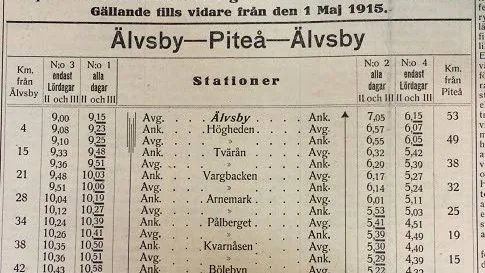 Gällande tills vidare från den 1 Maj 1915.
Älvsby—Piteå—Älvsby
Km. från Älvsby N:o 3 endast Lördagar II och III N:o 1 alla dagar II och III Stationer N:o 2 alla dagar II och III N:o 4 endast Lördagar II och III Km. från Piteå
9,00 9,15 Avg. Älvsby Ank. 7,05 6,15 53
4 9,08 9,23 Ank. Högheden Avg. 6,57 6,07
9,10 9,25 Avg. » Ank. 6,55 6,05 49
15 9,33 9,48 Ank. Tvärån Avg. 6,32 5,42
9,36 9,51 Avg. » Ank. 6,29 5,39 38
21 9,48 10,03 Ank. Vargbacken Avg. 6,17 5,27
9,51 10,06 Avg. » Ank. 6,14 5,24 32
28 10,04 10,19 Ank. Arnemark Avg. 6,01 5,11
10,12 10,27 Avg. » Ank. 5,53 5,03 25
34 10,24 10,39 Ank. Pålberget Avg. 5,41 4,51
10,26 10,41 Avg. » Ank. 5,39 4,49 19
38 10,35 10,50 Ank. Kvarnåsen Avg. 5,30 4,40
10,36 10,51 Avg. » Ank. 5,29 4,39 15
42 10,43 10,58 Ank. Bölebyn Avg. 5,22 4,32